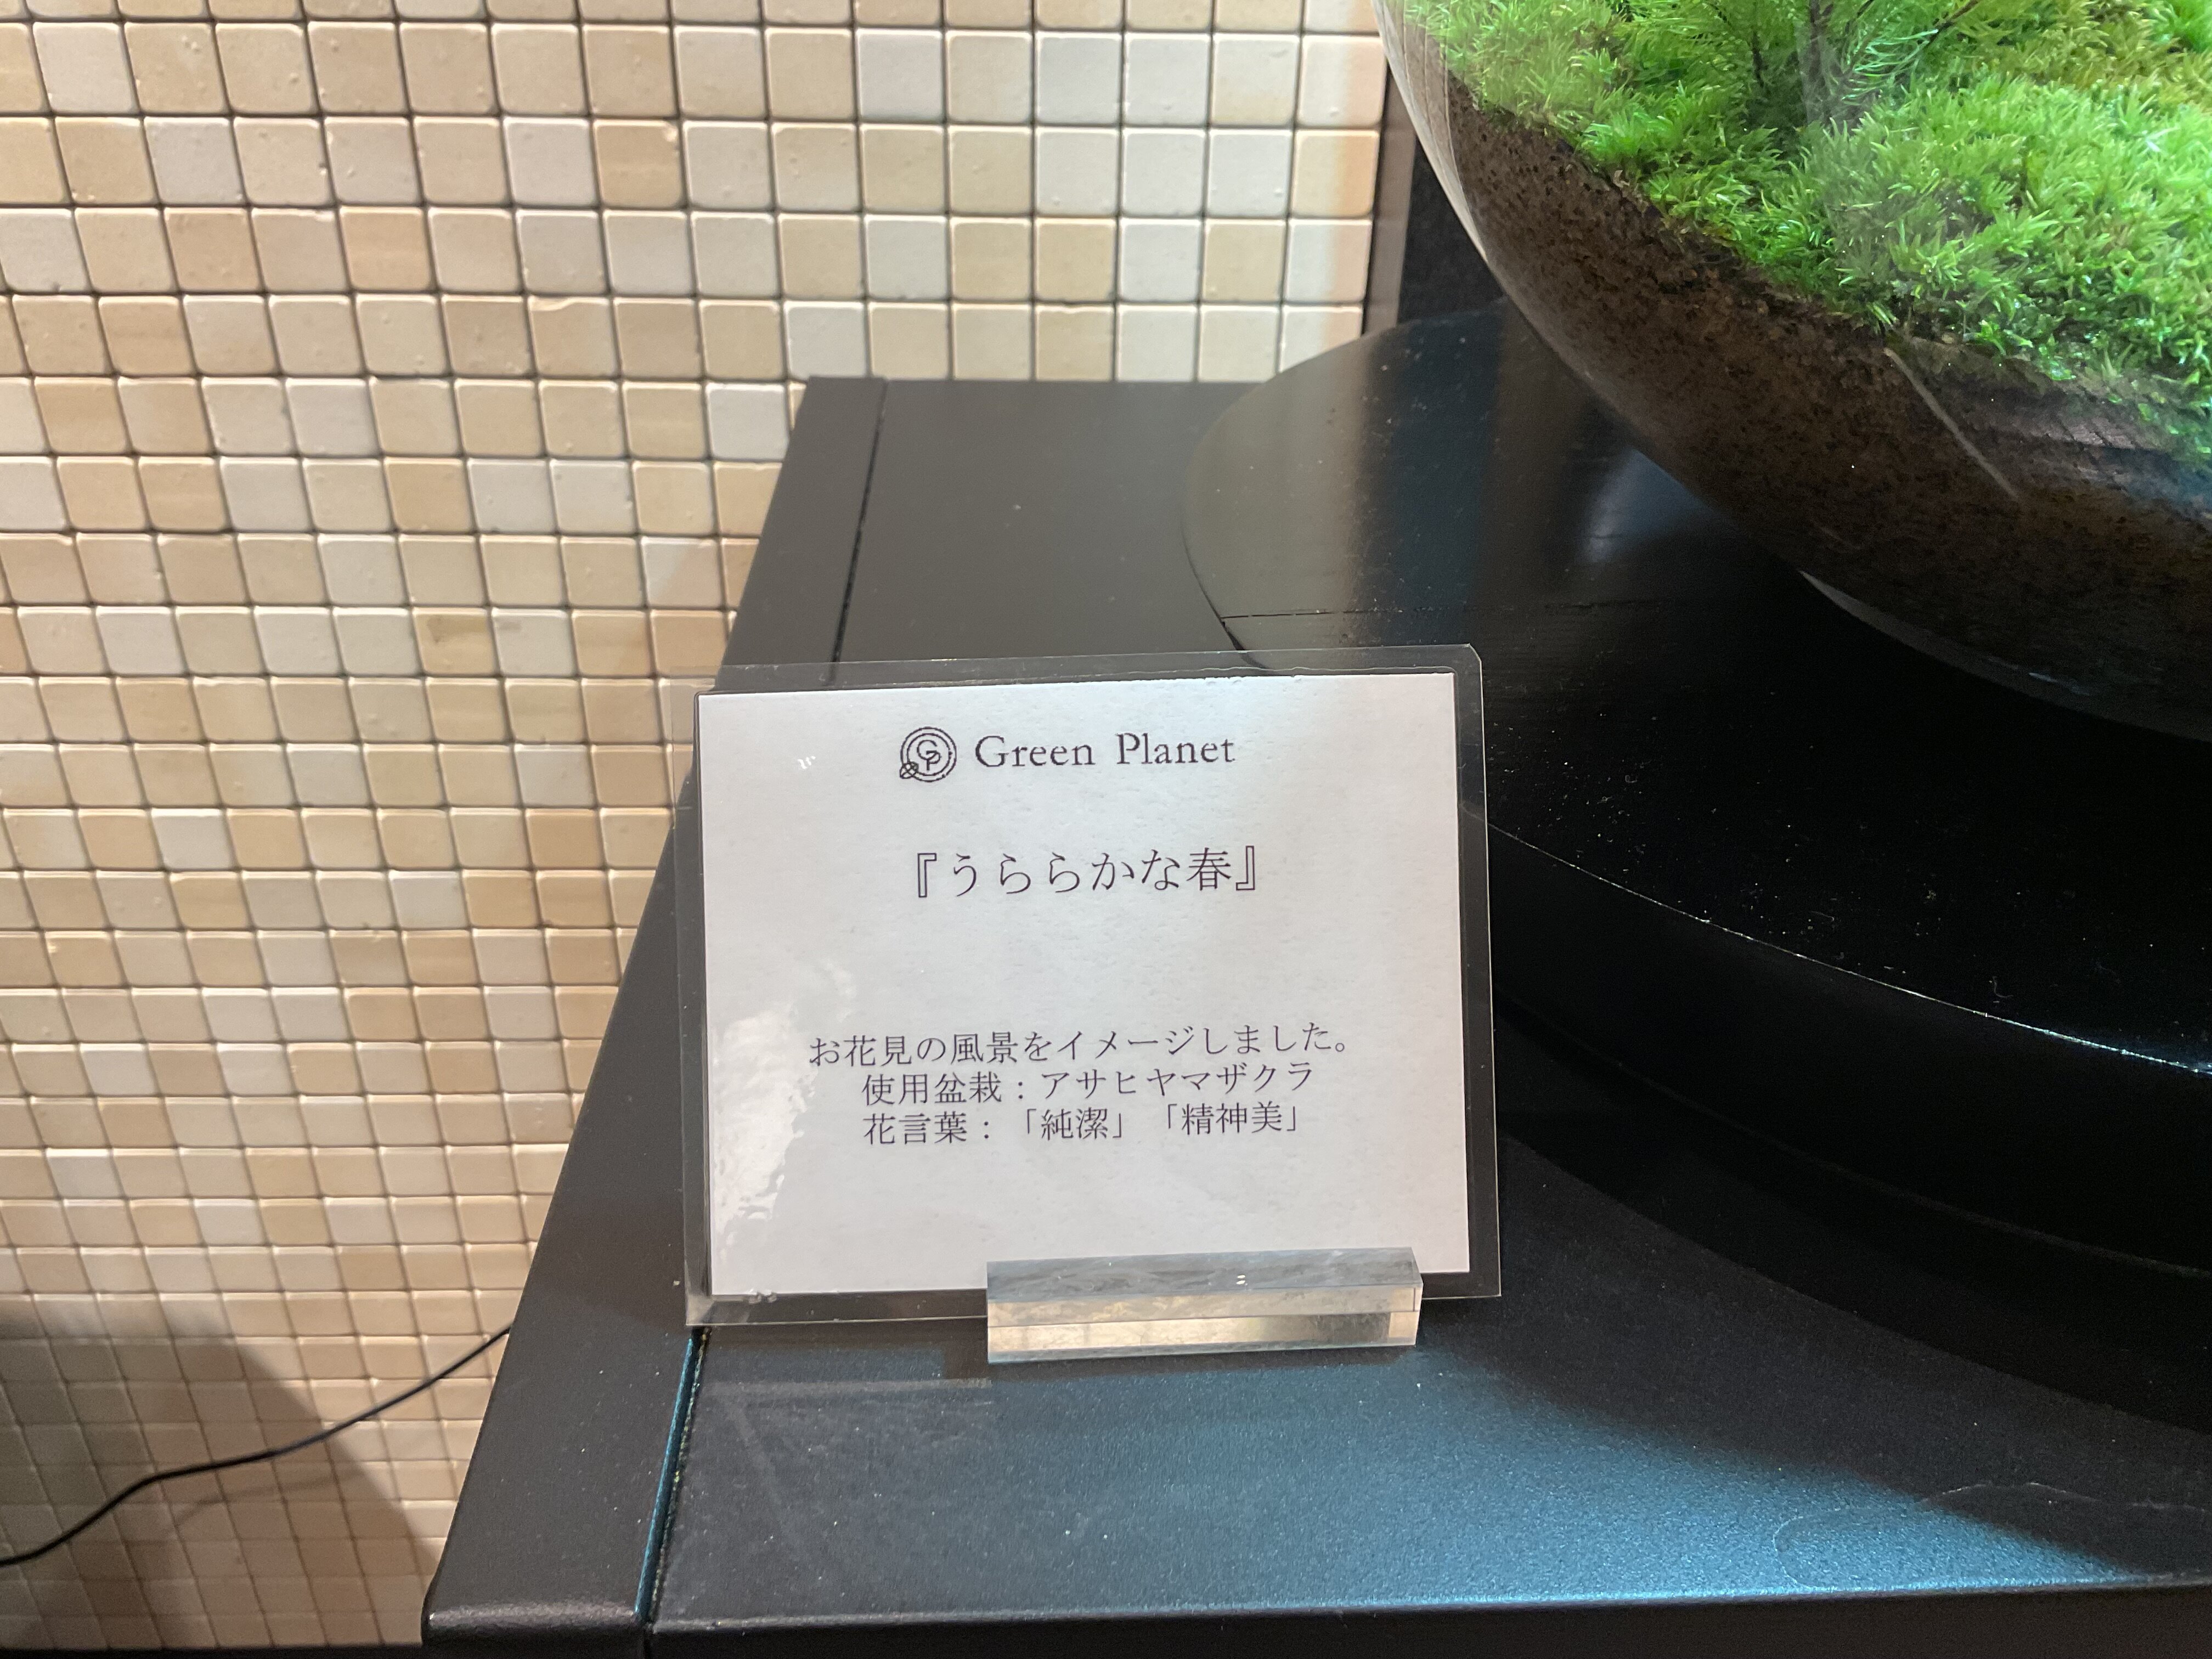 GP Green Planet
『うららかな春』
お花見の風景をイメージしました。
使用盆栽：アサヒヤマザクラ
花言葉：「純潔」「精神美」